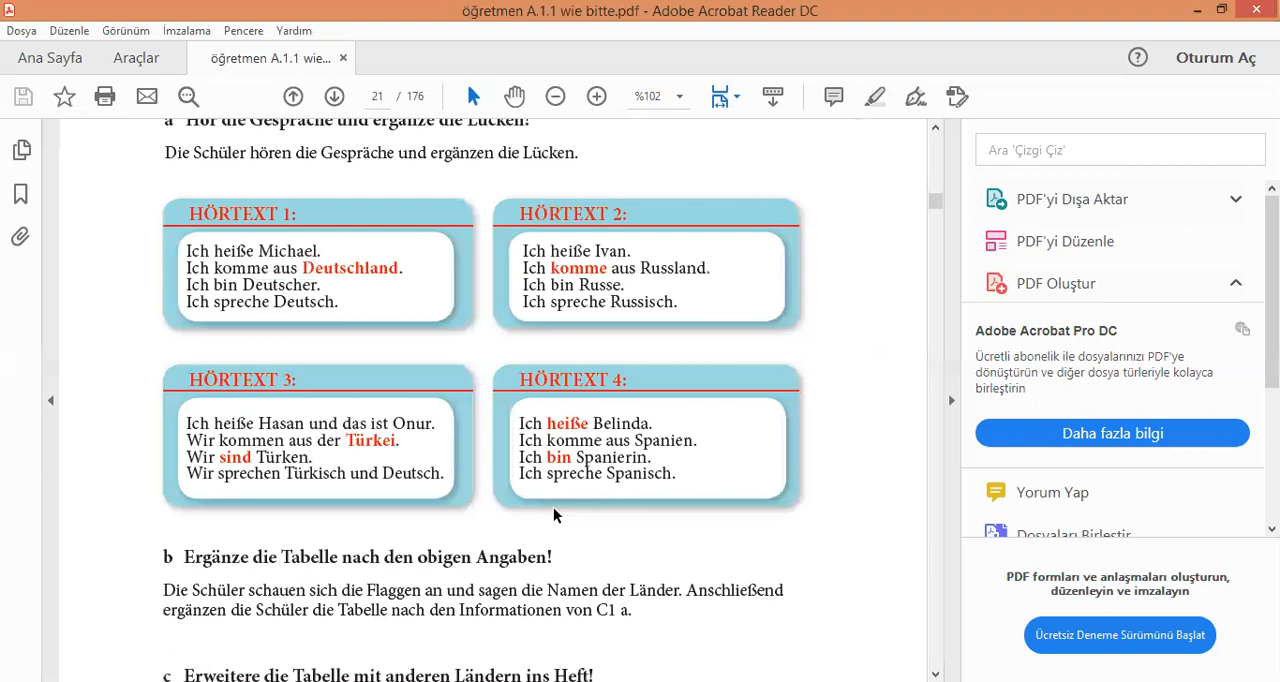 öğretmen A.1.1 wie bitte.pdf - Adobe Acrobat Reader DC
Dosya Düzenle Görünüm İmzalama Pencere Yardım
Ana Sayfa Araçlar öğretmen A.1.1 wie... × ? Oturum Aç
21 / 176 %102
a Hör die Gespräche und ergänze die Lücken!
Die Schüler hören die Gespräche und ergänzen die Lücken.
HÖRTEXT 1:
Ich heiße Michael.
Ich komme aus Deutschland.
Ich bin Deutscher.
Ich spreche Deutsch.
HÖRTEXT 2:
Ich heiße Ivan.
Ich komme aus Russland.
Ich bin Russe.
Ich spreche Russisch.
HÖRTEXT 3:
Ich heiße Hasan und das ist Onur.
Wir kommen aus der Türkei.
Wir sind Türken.
Wir sprechen Türkisch und Deutsch.
HÖRTEXT 4:
Ich heiße Belinda.
Ich komme aus Spanien.
Ich bin Spanierin.
Ich spreche Spanisch.
b Ergänze die Tabelle nach den obigen Angaben!
Die Schüler schauen sich die Flaggen an und sagen die Namen der Länder. Anschließend
ergänzen die Schüler die Tabelle nach den Informationen von C1 a.
c Erweitere die Tabelle mit anderen Ländern ins Heft!
Ara 'Çizgi Çiz'
PDF'yi Dışa Aktar
PDF'yi Düzenle
PDF Oluştur
Adobe Acrobat Pro DC
Ücretli abonelik ile dosyalarınızı PDF'ye
dönüştürün ve diğer dosya türleriyle kolayca
birleştirin
Daha fazla bilgi
Yorum Yap
Dosyaları Birleştir
PDF formları ve anlaşmaları oluşturun,
düzenleyin ve imzalayın
Ücretsiz Deneme Sürümünü Başlat